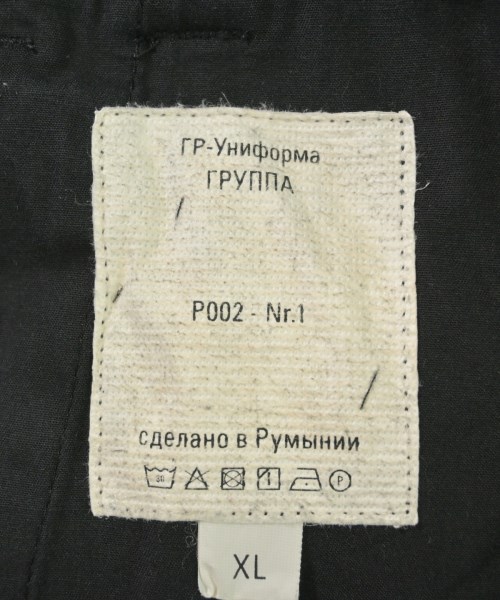 ГР-Униформа
ГРУППА
P002 - Nr.1
сделано в Румынии
XL